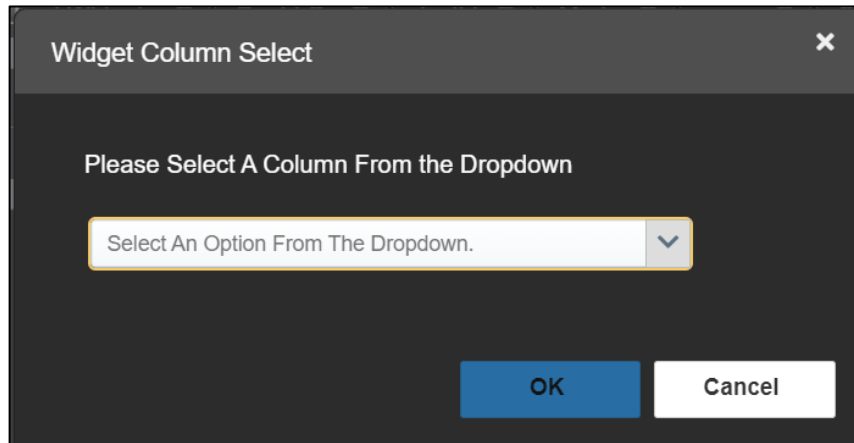 Widget Column Select
Please Select A Column From the Dropdown
Select An Option From The Dropdown.
OK
Cancel